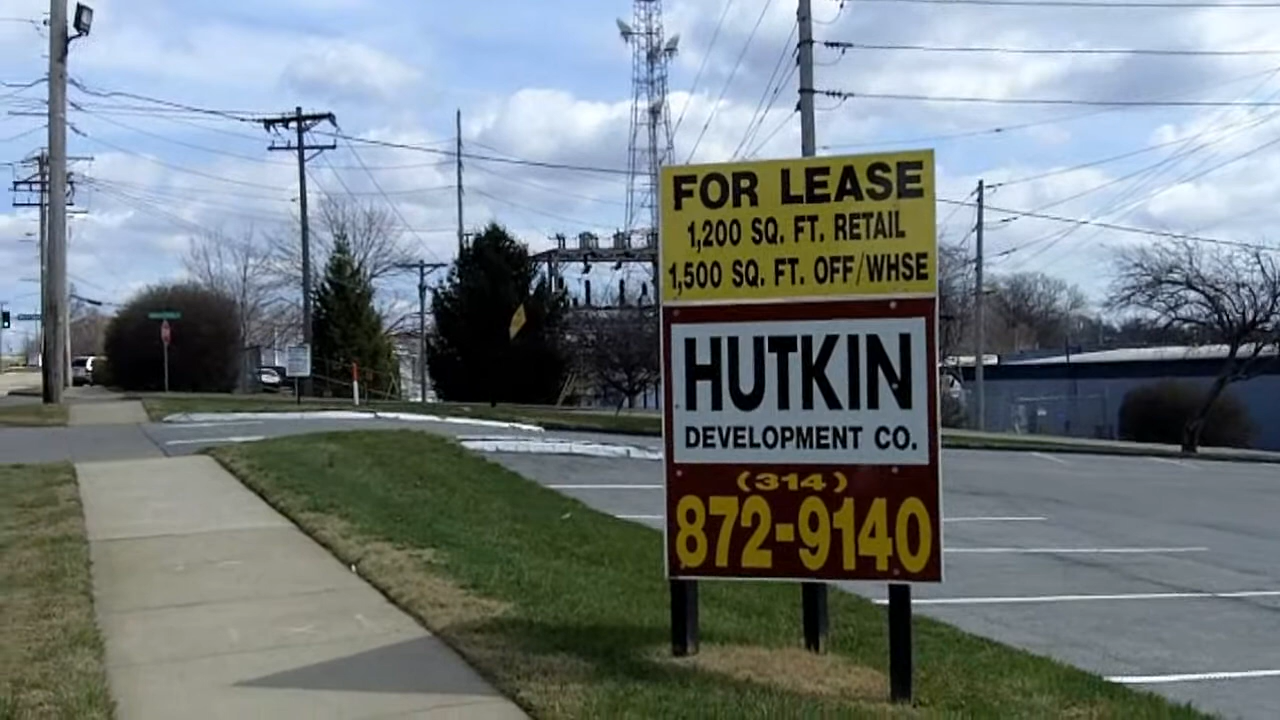 FOR LEASE
1,200 SQ. FT. RETAIL
1,500 SQ. FT. OFF/WHSE
HUTKIN
DEVELOPMENT CO.
(314)
872-9140